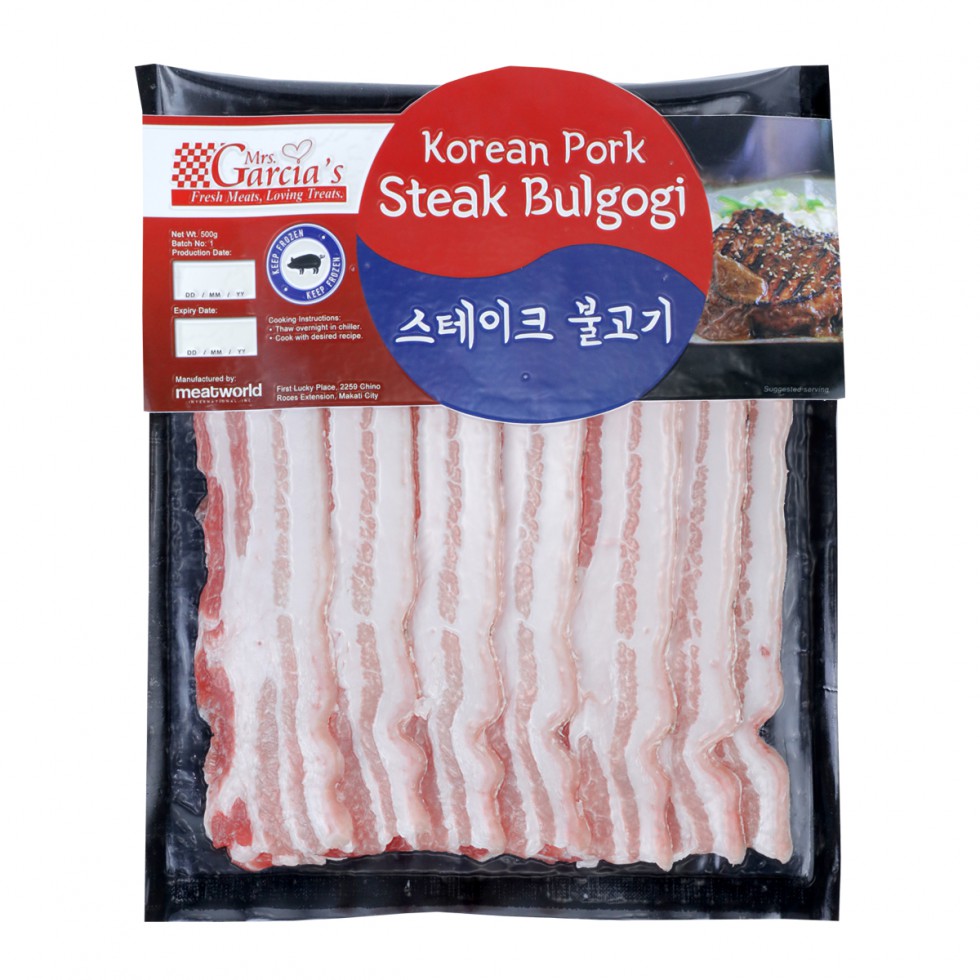 Korean Pork
Steak Bulgogi
스테이크 불고기
Mrs.
Garcia's
Fresh Meats, Loving Treats.
Net Wt. 500g
Batch No: 1
Production Date:
DD / MM / YY
Expiry Date:
DD / MM / YY
KEEP FROZEN
KEEP FROZEN
Cooking Instructions:
• Thaw overnight in chiller.
• Cook with desired recipe.
Manufactured by:
meatworld
INTERNATIONAL, INC.
First Lucky Place, 2259 Chino
Roces Extension, Makati City
Suggested serving